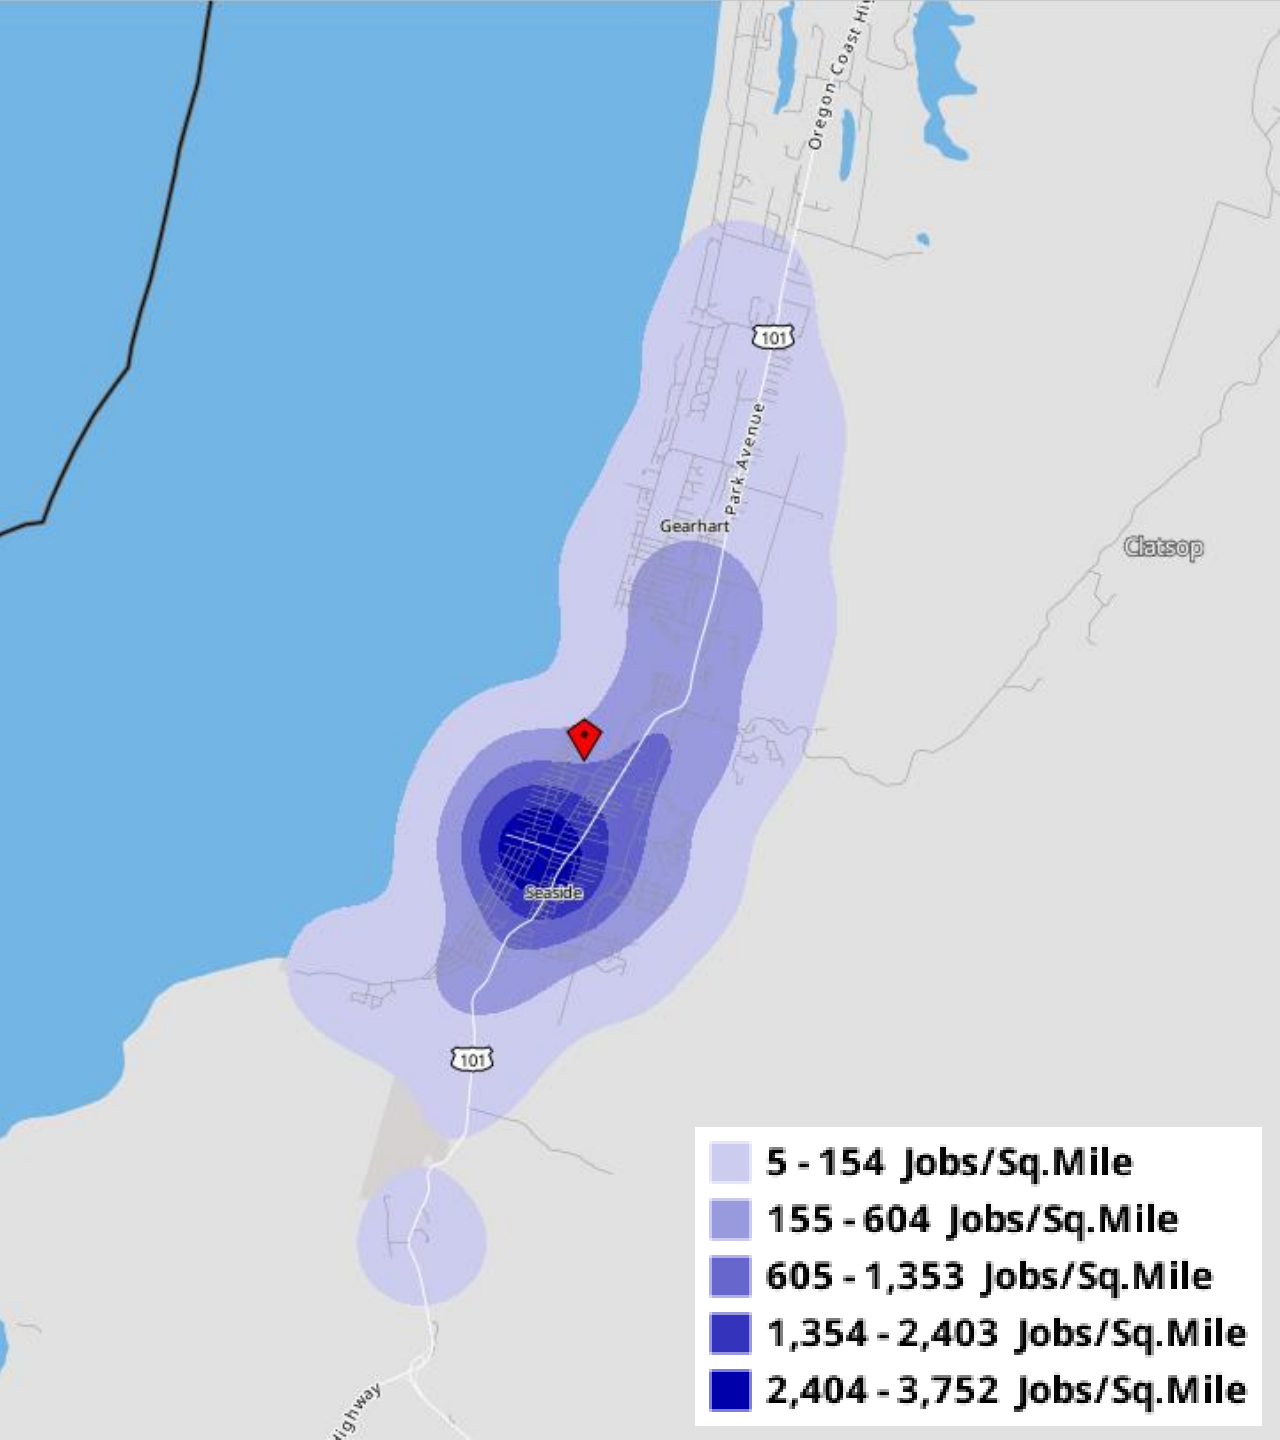 Oregon Coast Hi
101
Park Avenue
Gearhart
Clatsop
Seaside
101
Highway
5 - 154 Jobs/Sq.Mile
155 - 604 Jobs/Sq.Mile
605 - 1,353 Jobs/Sq.Mile
1,354 - 2,403 Jobs/Sq.Mile
2,404 - 3,752 Jobs/Sq.Mile